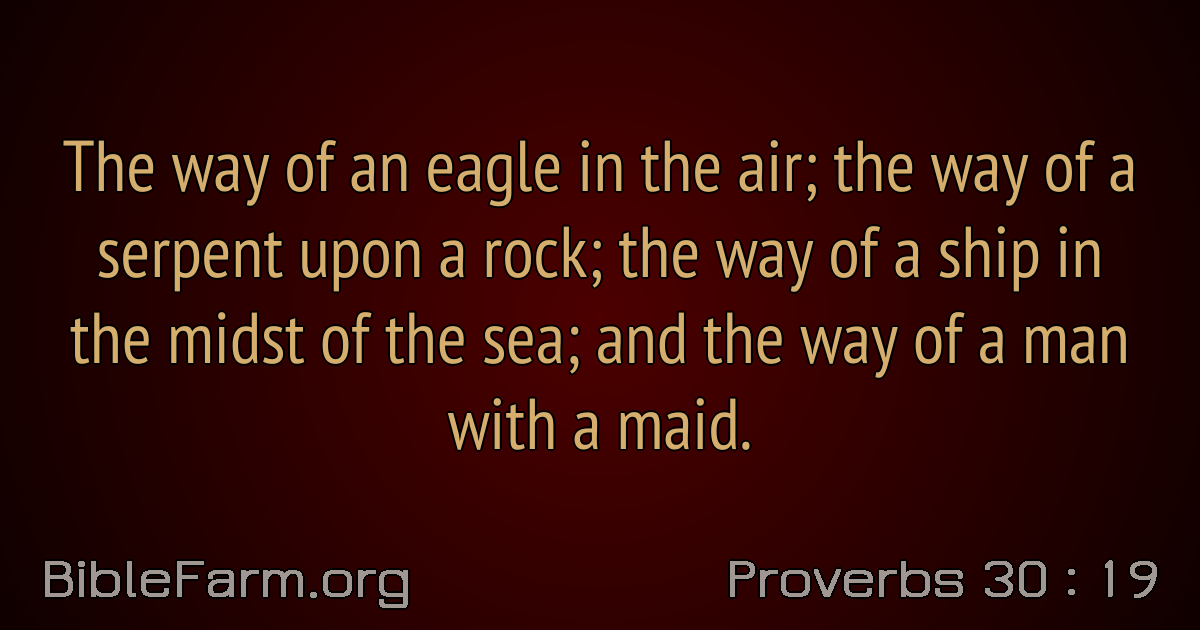 The way of an eagle in the air; the way of a
serpent upon a rock; the way of a ship in
the midst of the sea; and the way of a man
with a maid.
BibleFarm.org
Proverbs 30 : 19